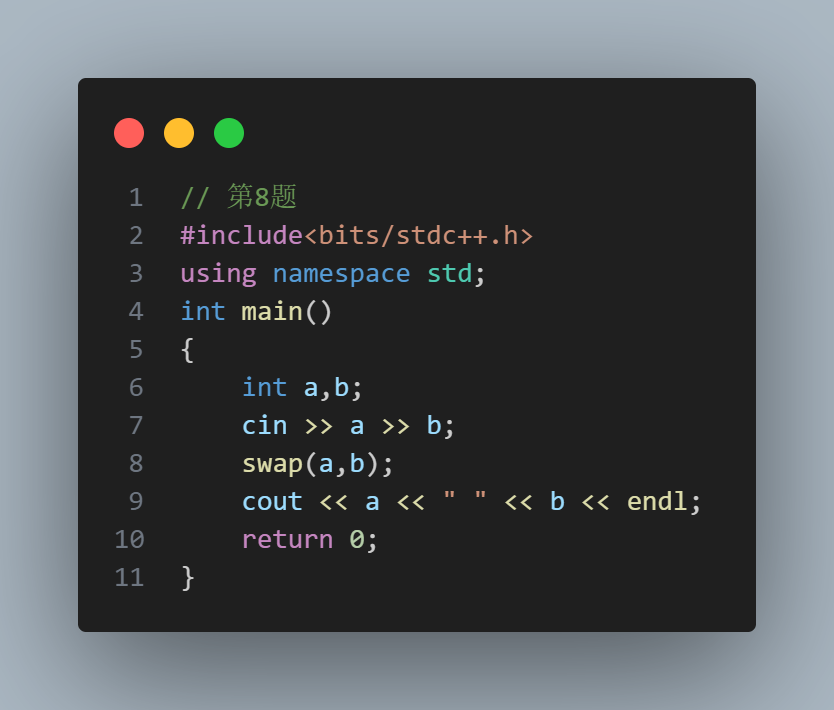 1 // 第8题
2 #include<bits/stdc++.h>
3 using namespace std;
4 int main()
5 {
6     int a,b;
7     cin >> a >> b;
8     swap(a,b);
9     cout << a << " " << b << endl;
10     return 0;
11 }